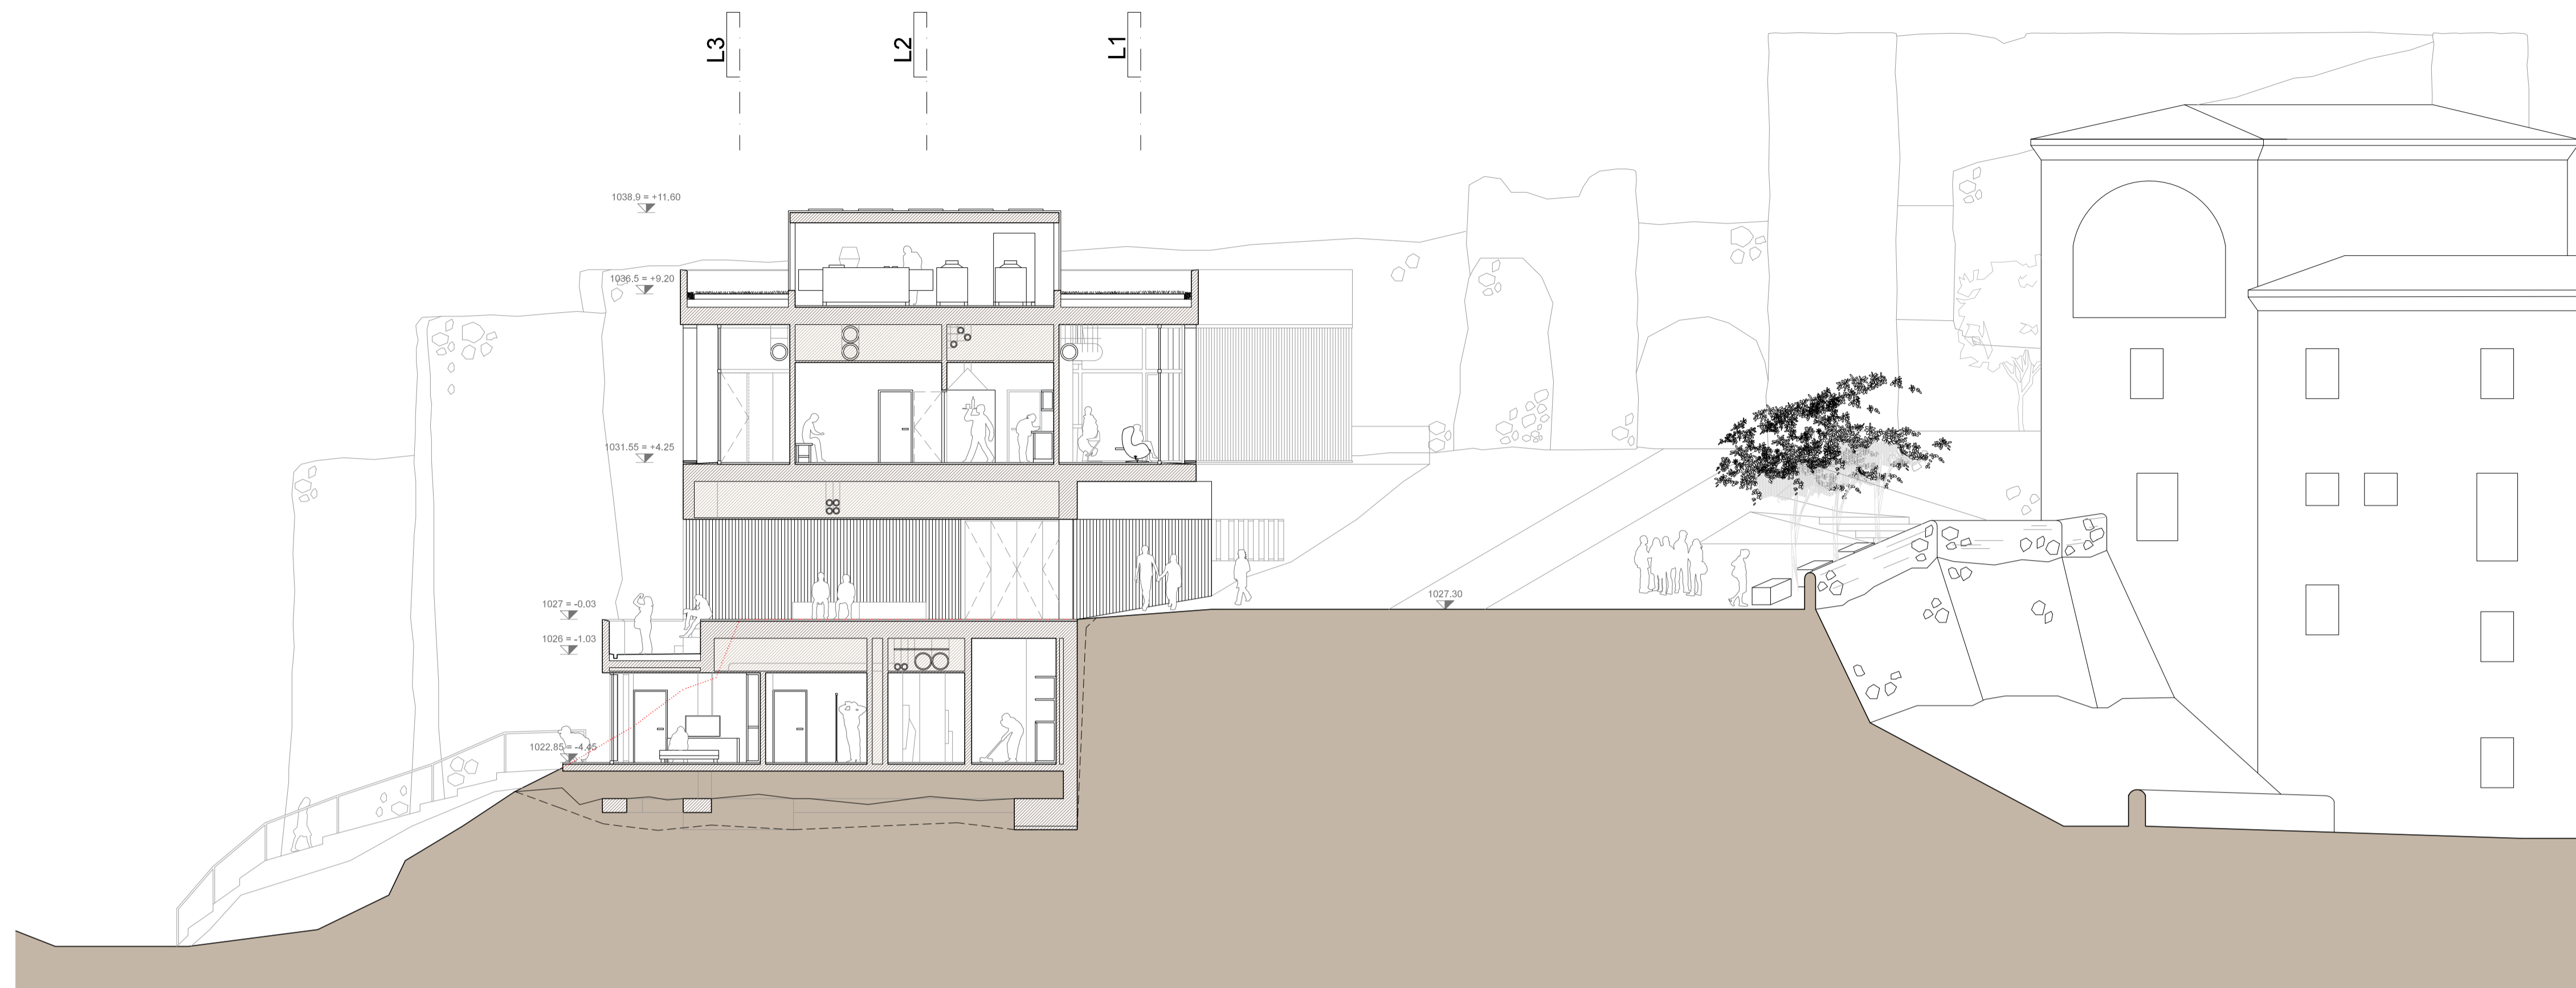 L3
L2
L1
1038,9 = +11,60
1036.5 = +9.20
1031.55 = +4.25
1027 = -0,03
1027.30
1026 = -1.03
1022,85= -4,45